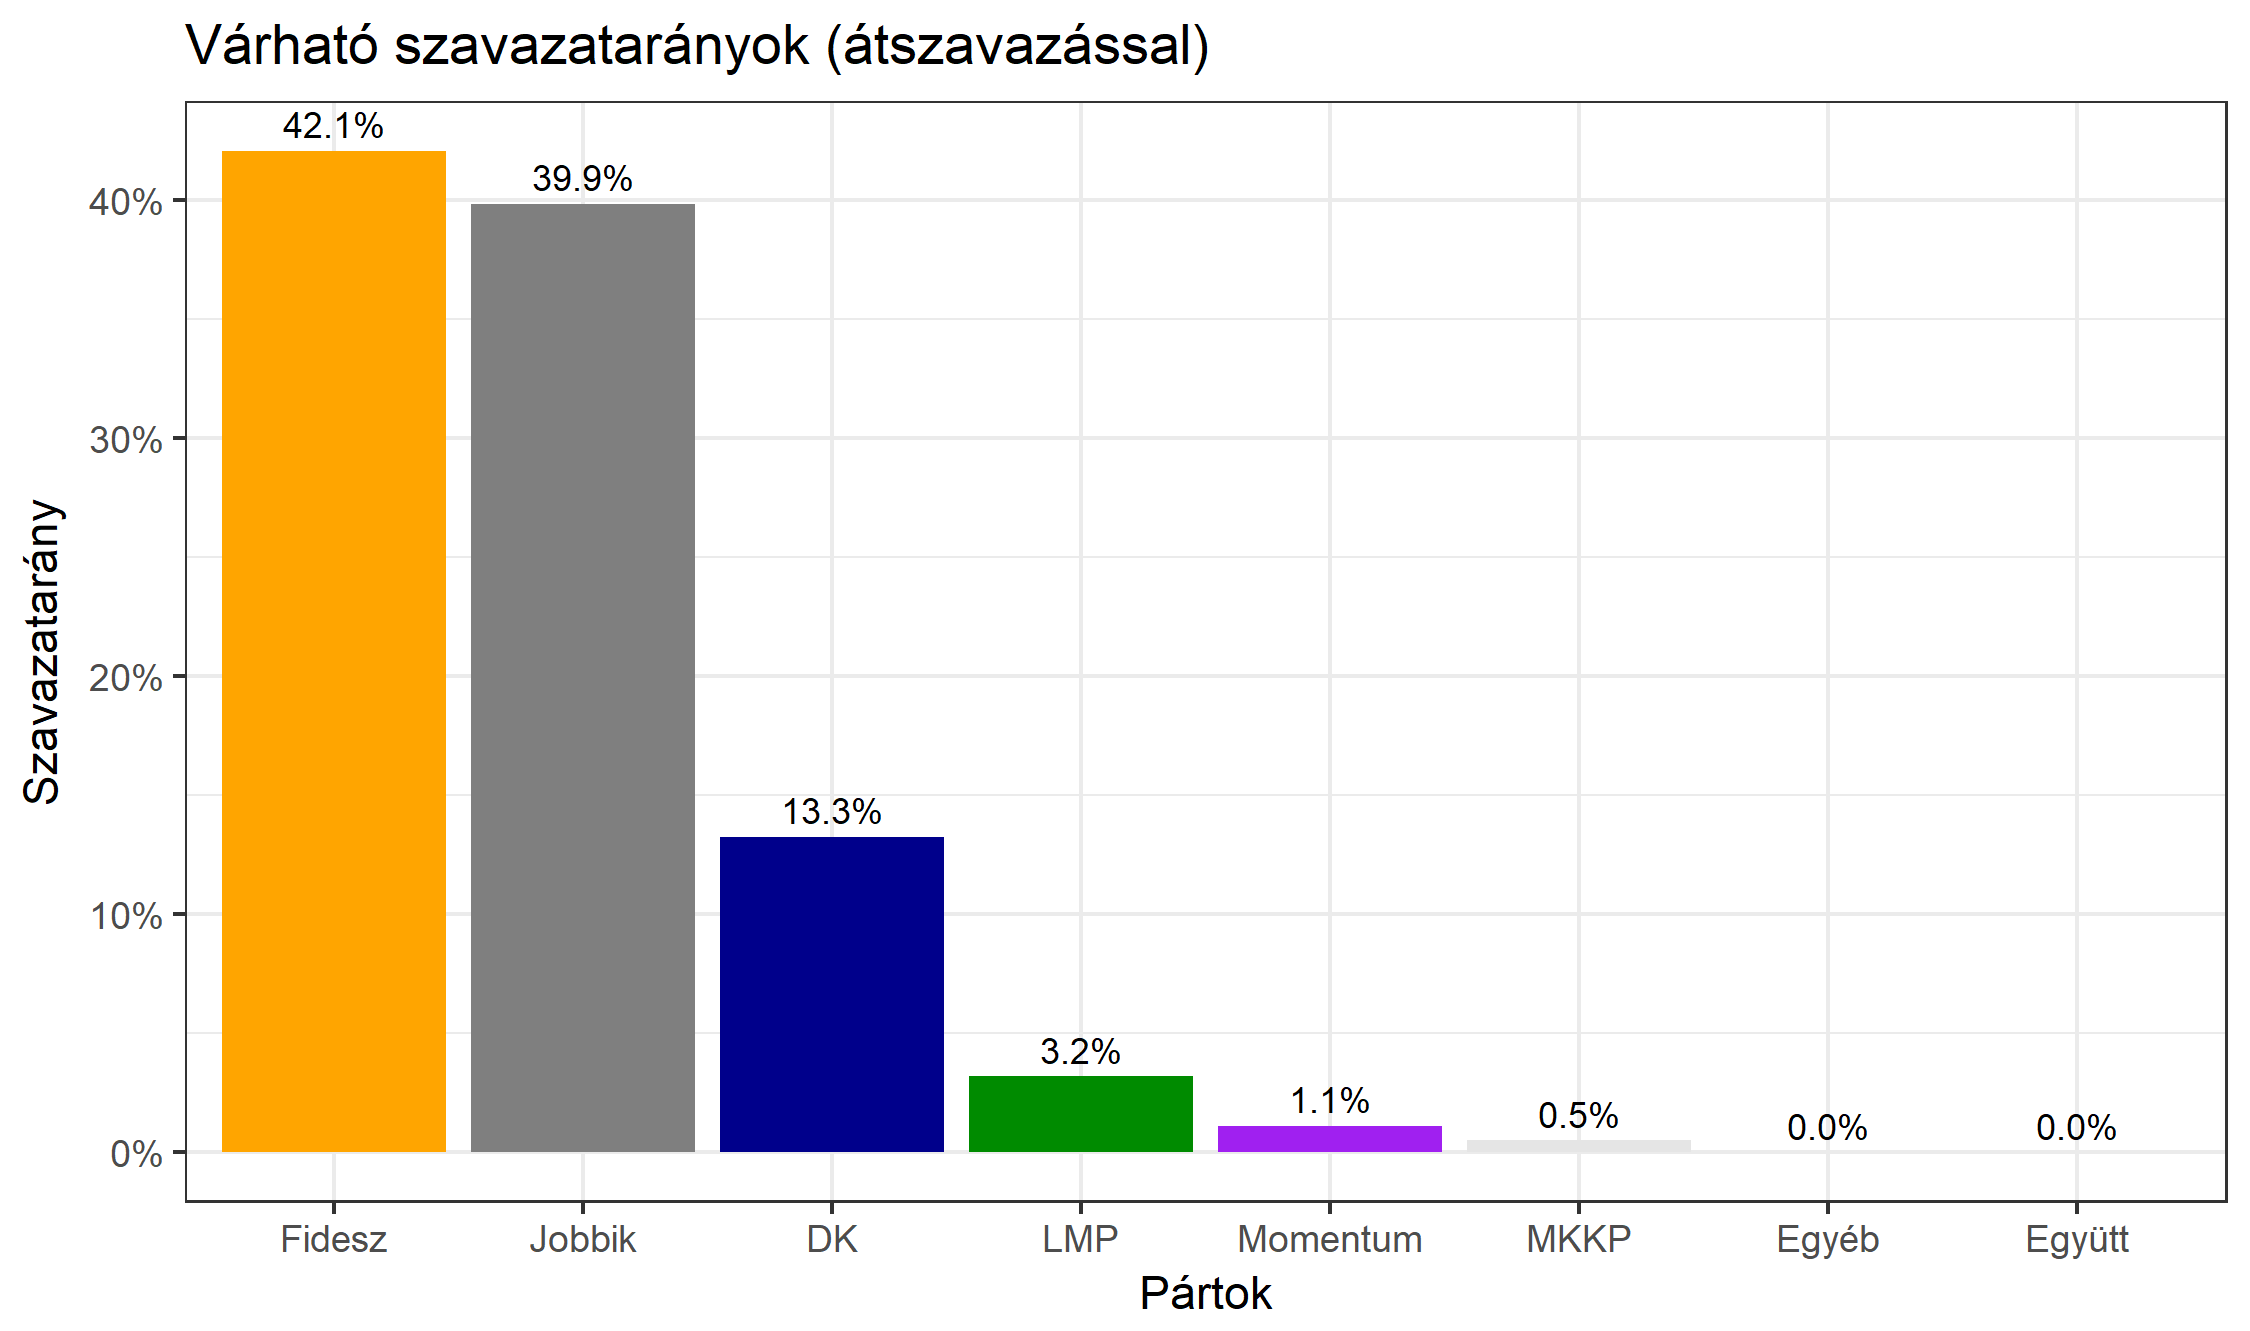 Várható szavazatarányok (átszavazással)
42.1%
39.9%
13.3%
3.2%
1.1%
0.5%
0.0%
0.0%
40%
30%
20%
10%
0%
Szavazatarány
Fidesz
Jobbik
DK
LMP
Momentum
MKKP
Egyéb
Együtt
Pártok